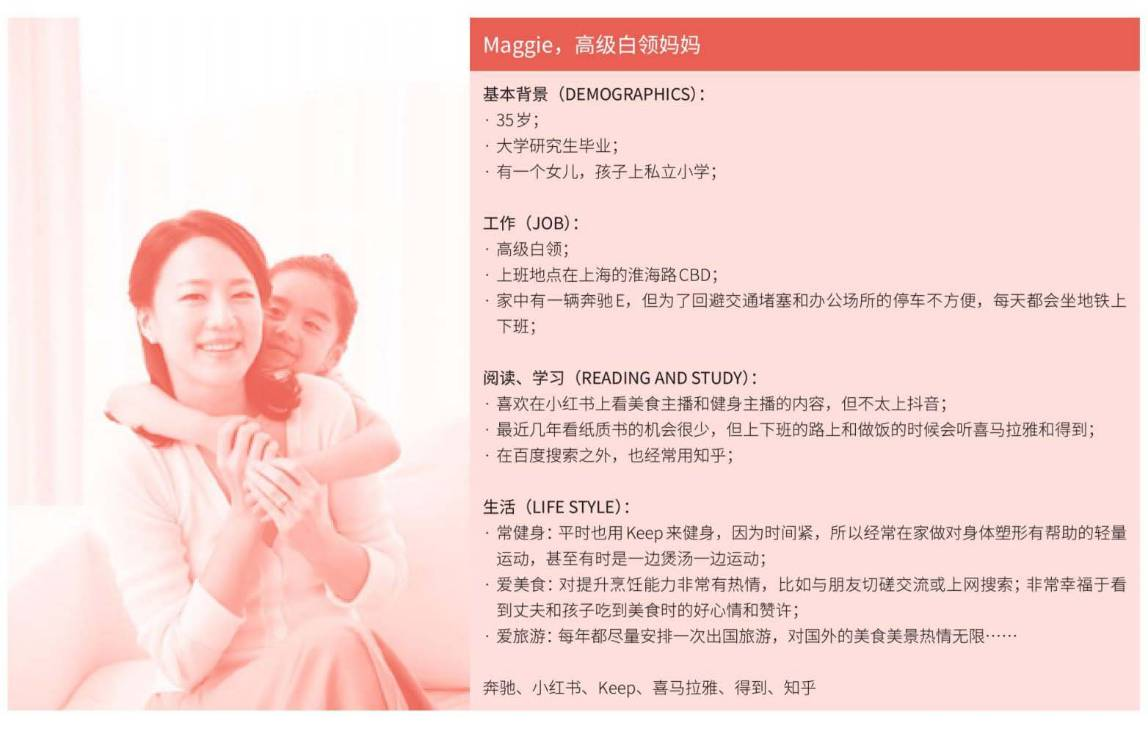 Maggie，高级白领妈妈
基本背景（DEMOGRAPHICS）：
· 35岁；
· 大学研究生毕业；
· 有一个女儿，孩子上私立小学；
工作（JOB）：
· 高级白领；
· 上班地点在上海的淮海路CBD；
· 家中有一辆奔驰E，但为了回避交通堵塞和办公场所的停车不方便，每天都会坐地铁上
下班；
阅读、学习（READING AND STUDY）：
· 喜欢在小红书上看美食主播和健身主播的内容，但不太上抖音；
· 最近几年看纸质书的机会很少，但上下班的路上和做饭的时候会听喜马拉雅和得到；
· 在百度搜索之外，也经常用知乎；
生活（LIFE STYLE）：
· 常健身：平时也用Keep来健身，因为时间紧，所以经常在家做对身体塑形有帮助的轻量
运动，甚至有时是一边煲汤一边运动；
· 爱美食：对提升烹饪能力非常有热情，比如与朋友切磋交流或上网搜索；非常幸福于看
到丈夫和孩子吃到美食时的好心情和赞许；
· 爱旅游：每年都尽量安排一次出国旅游，对国外的美食美景热情无限……
奔驰、小红书、Keep、喜马拉雅、得到、知乎